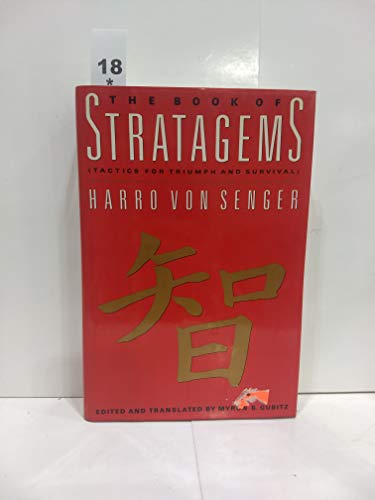 18
*
THE BOOK OF
STRATAGEMS
(TACTICS FOR TRIUMPH AND SURVIVAL)
HARRO VON SENGER
智
EDITED AND TRANSLATED BY MYRON B. GUBITZ